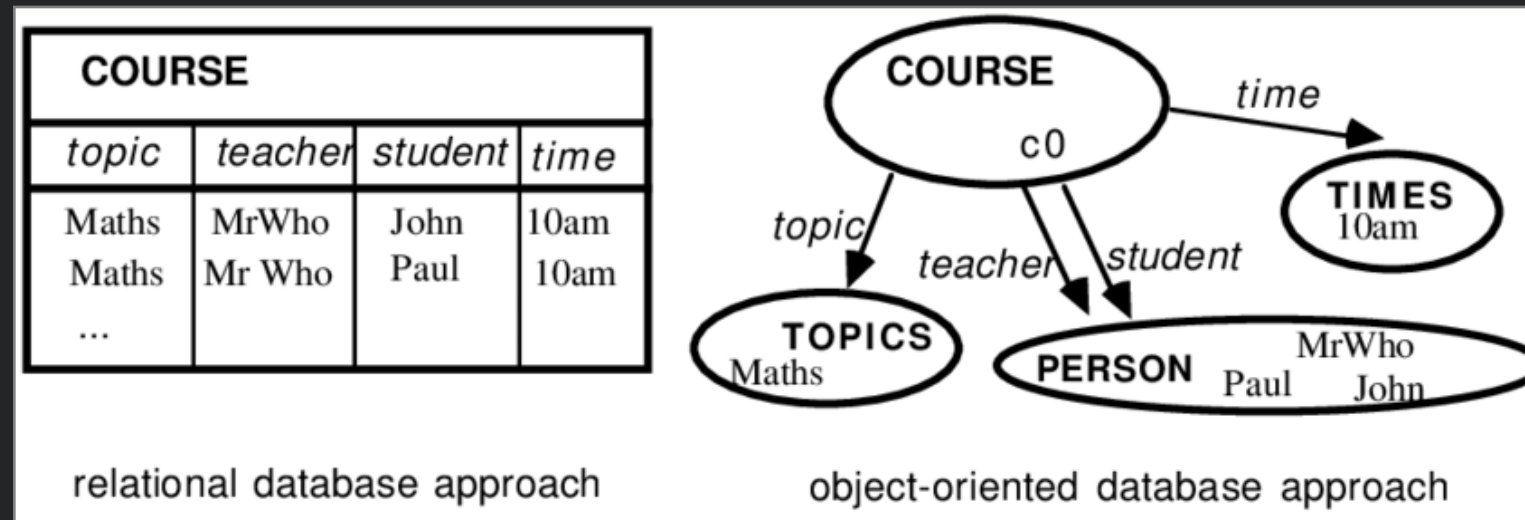 COURSE
topic teacher student time
Maths MrWho John 10am
Maths Mr Who Paul 10am
...
relational database approach
COURSE
c0
time
TIMES
10am
topic
teacher
student
TOPICS
Maths
PERSON
MrWho
Paul
John
object-oriented database approach